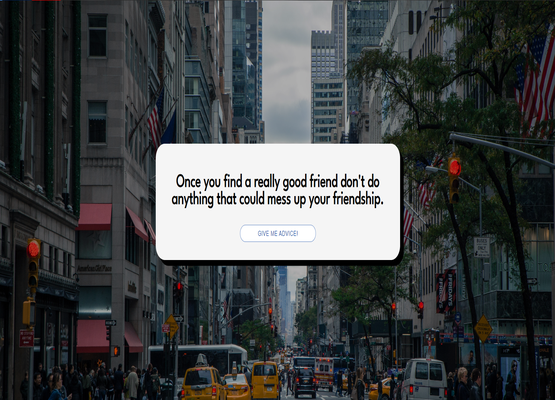 Once you find a really good friend don't do
anything that could mess up your friendship.
GIVE ME ADVICE!